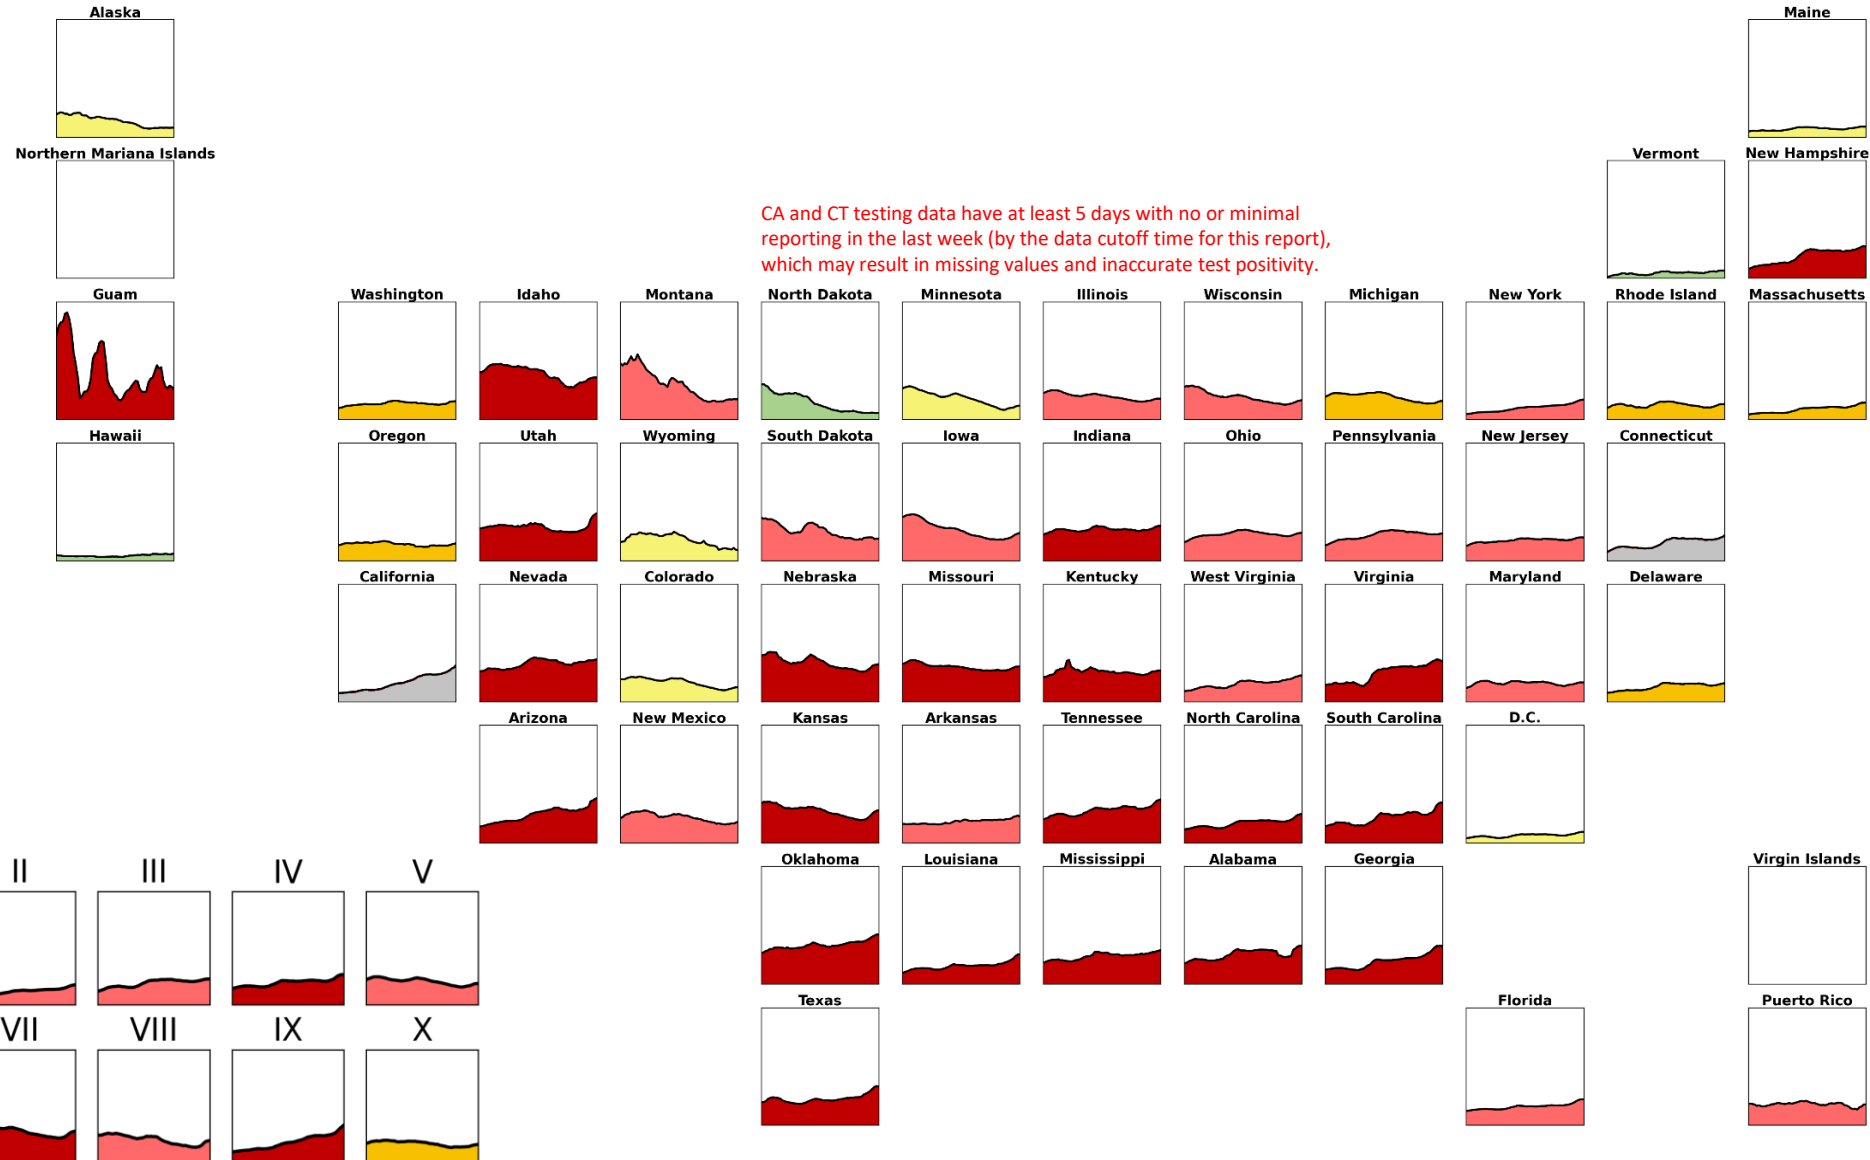 Alaska
Maine
Northern Mariana Islands
Vermont
New Hampshire
CA and CT testing data have at least 5 days with no or minimal
reporting in the last week (by the data cutoff time for this report),
which may result in missing values and inaccurate test positivity.
Guam
Washington
Idaho
Montana
North Dakota
Minnesota
Illinois
Wisconsin
Michigan
New York
Rhode Island
Massachusetts
Hawaii
Oregon
Utah
Wyoming
South Dakota
Iowa
Indiana
Ohio
Pennsylvania
New Jersey
Connecticut
California
Nevada
Colorado
Nebraska
Missouri
Kentucky
West Virginia
Virginia
Maryland
Delaware
Arizona
New Mexico
Kansas
Arkansas
Tennessee
North Carolina
South Carolina
D.C.
Oklahoma
Louisiana
Mississippi
Alabama
Georgia
Virgin Islands
II
III
IV
V
Texas
Florida
Puerto Rico
VII
VIII
IX
X